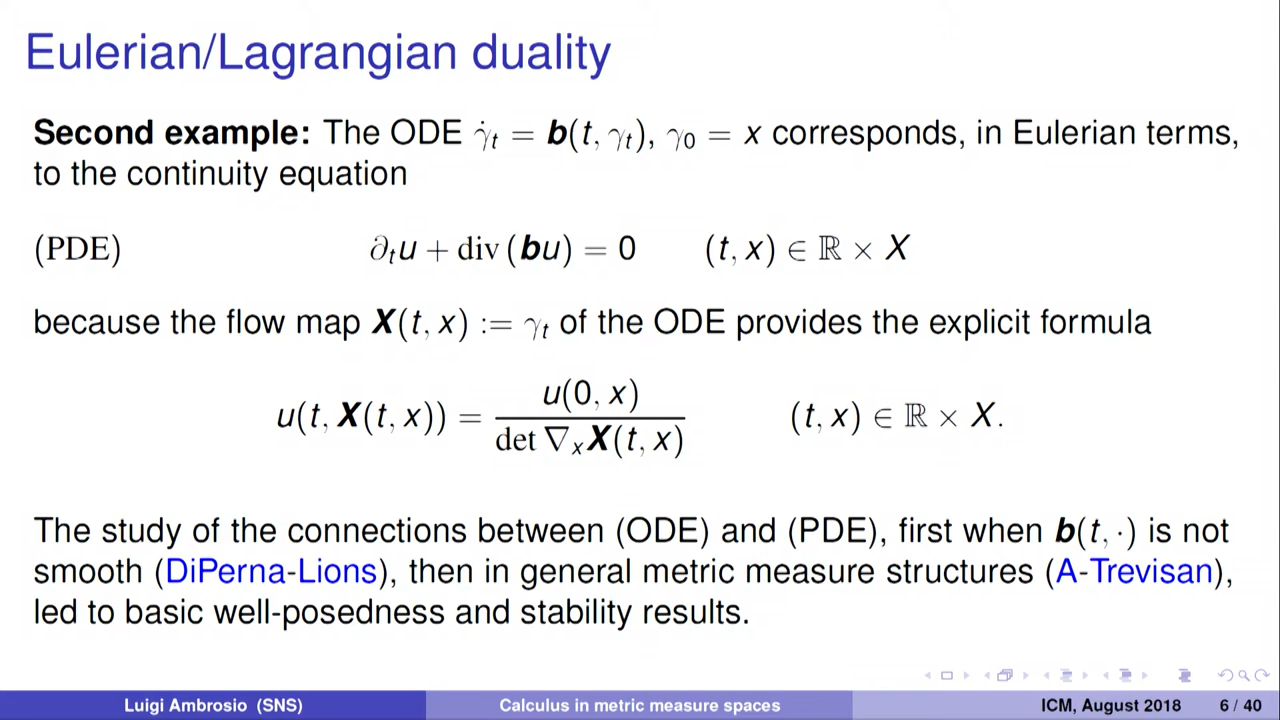 Eulerian/Lagrangian duality
Second example: The ODE γ̇ₜ = b(t, γₜ), γ₀ = x corresponds, in Eulerian terms,
to the continuity equation
(PDE) ∂ₜu + div (bu) = 0 (t, x) ∈ ℝ × X
because the flow map X(t, x) := γₜ of the ODE provides the explicit formula
u(t, X(t, x)) = u(0, x) / det ∇ₓX(t, x) (t, x) ∈ ℝ × X.
The study of the connections between (ODE) and (PDE), first when b(t, ·) is not
smooth (DiPerna-Lions), then in general metric measure structures (A-Trevisan),
led to basic well-posedness and stability results.
Luigi Ambrosio (SNS) Calculus in metric measure spaces ICM, August 2018 6 / 40